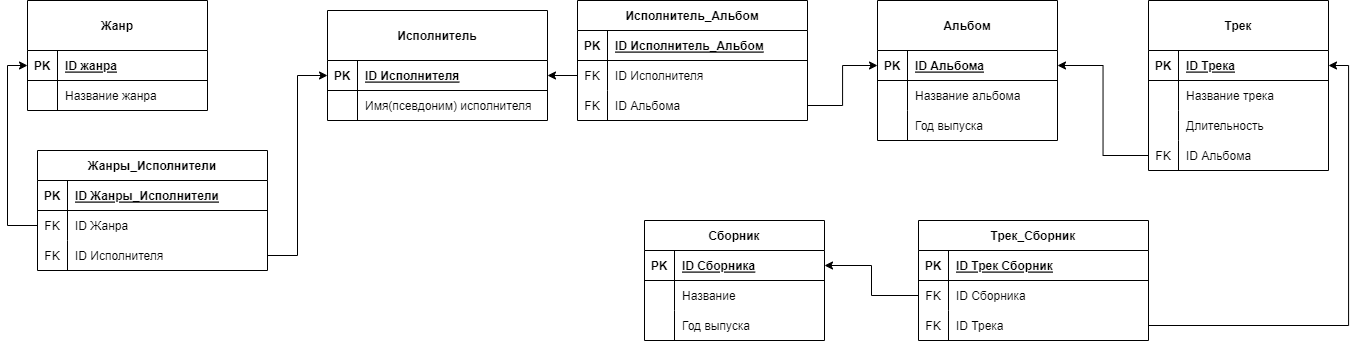 Жанр
PK ID жанра
Название жанра
Исполнитель
PK ID Исполнителя
Имя(псевдоним) исполнителя
Исполнитель_Альбом
PK ID Исполнитель_Альбом
FK ID Исполнителя
FK ID Альбома
Альбом
PK ID Альбома
Название альбома
Год выпуска
Трек
PK ID Трека
Название трека
Длительность
FK ID Альбома
Жанры_Исполнители
PK ID Жанры_Исполнители
FK ID Жанра
FK ID Исполнителя
Сборник
PK ID Сборника
Название
Год выпуска
Трек_Сборник
PK ID Трек Сборник
FK ID Сборника
FK ID Трека